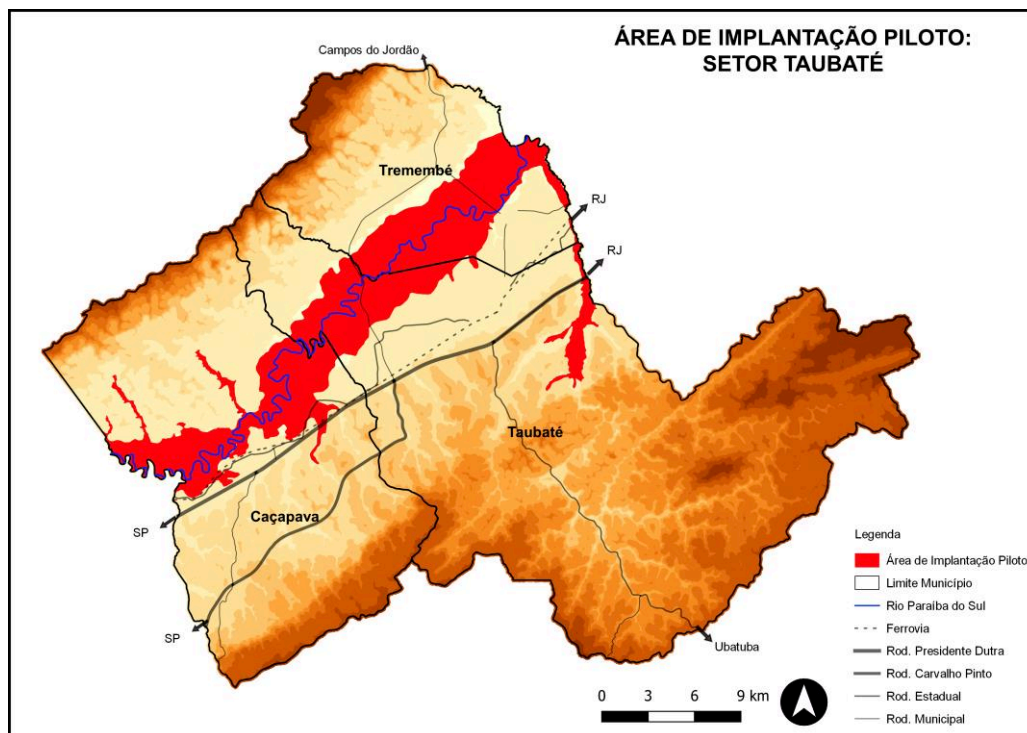 ÁREA DE IMPLANTAÇÃO PILOTO:
SETOR TAUBATÉ
Campos do Jordão
Tremembé
RJ
RJ
Taubaté
Caçapava
SP
SP
Ubatuba
Legenda
Área de Implantação Piloto
Limite Município
Rio Paraíba do Sul
Ferrovia
Rod. Presidente Dutra
Rod. Carvalho Pinto
Rod. Estadual
Rod. Municipal
0 3 6 9 km